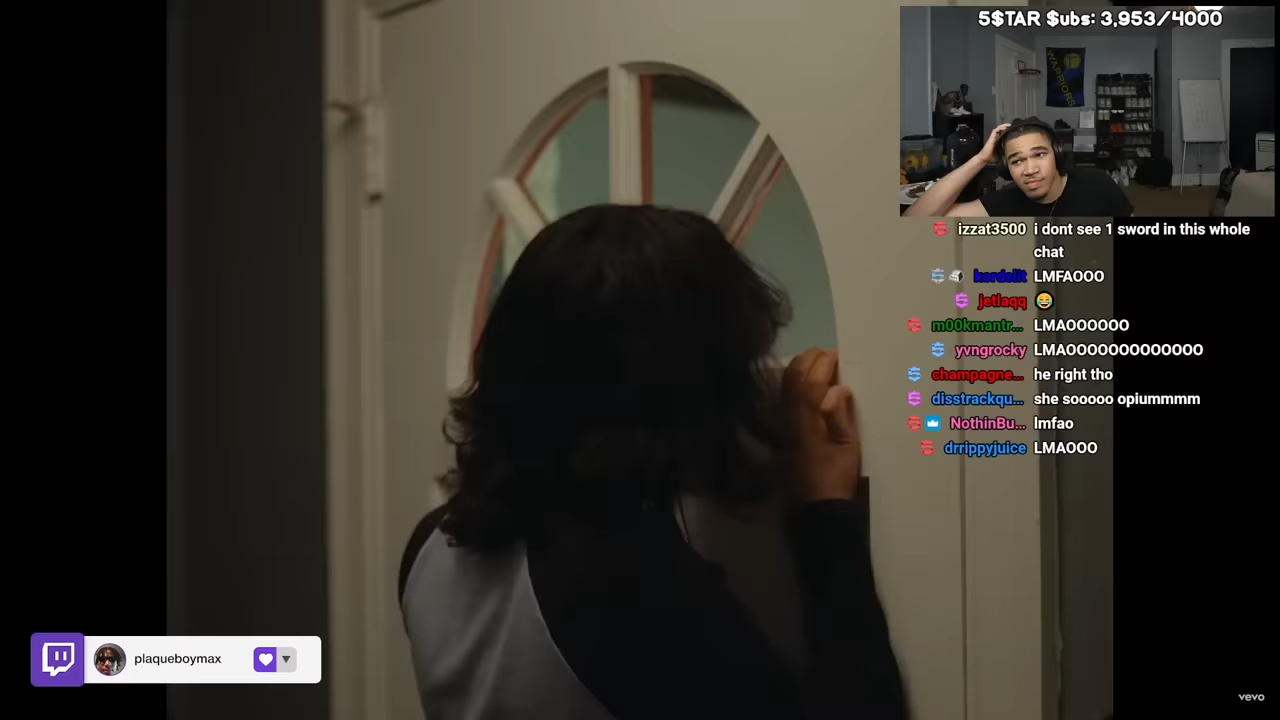 5$TAR $ubs: 3,953/4000
WARRIORS
izzat3500 i dont see 1 sword in this whole
chat
kordslit LMFAOOO
jetlaqq 😂
m00kmantr... LMAOOOOOO
yvngrocky LMAOOOOOOOOOOOOO
champagne... he right tho
disstrackqu... she sooooo opiummmm
NothinBu... lmfao
drrippyjuice LMAOOO
plaqueboymax
vevo